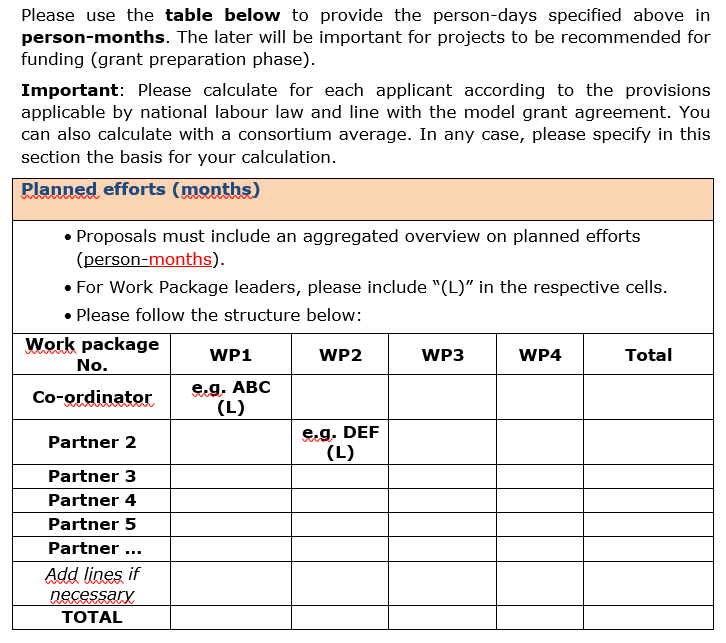 Please use the table below to provide the person-days specified above in
person-months. The later will be important for projects to be recommended for
funding (grant preparation phase).
Important: Please calculate for each applicant according to the provisions
applicable by national labour law and line with the model grant agreement. You
can also calculate with a consortium average. In any case, please specify in this
section the basis for your calculation.
Planned efforts (months)
• Proposals must include an aggregated overview on planned efforts
(person-months).
• For Work Package leaders, please include “(L)” in the respective cells.
• Please follow the structure below:
Work package
No.
WP1
WP2
WP3
WP4
Total
Co-ordinator
e.g. ABC
(L)
Partner 2
e.g. DEF
(L)
Partner 3
Partner 4
Partner 5
Partner ...
Add lines if
necessary
TOTAL